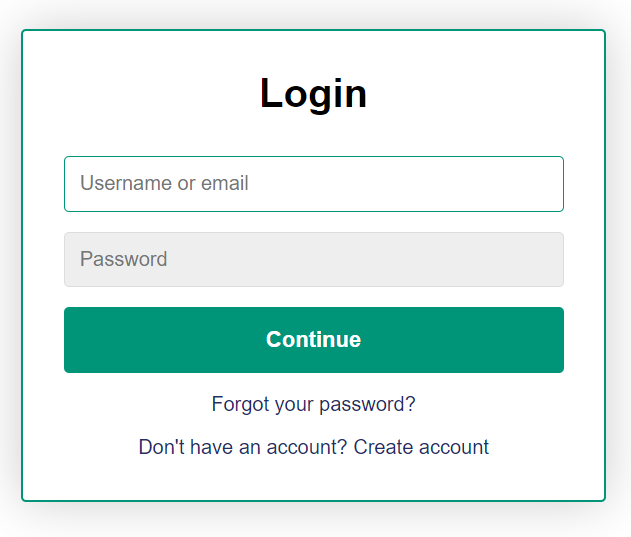 Login
Username or email
Password
Continue
Forgot your password?
Don't have an account? Create account